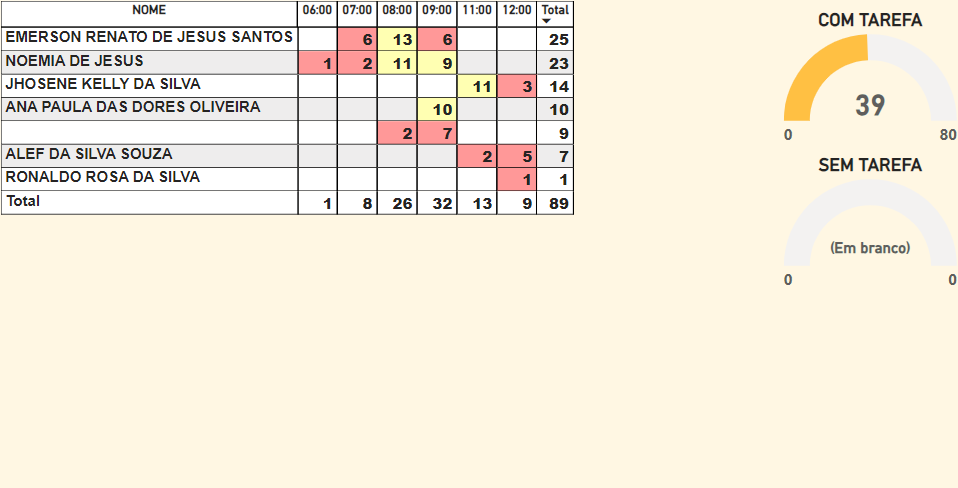 NOME 06:00 07:00 08:00 09:00 11:00 12:00 Total
EMERSON RENATO DE JESUS SANTOS 6 13 6 25
NOEMIA DE JESUS 1 2 11 9 23
JHOSENE KELLY DA SILVA 11 3 14
ANA PAULA DAS DORES OLIVEIRA 10 10
2 7 9
ALEF DA SILVA SOUZA 2 5 7
RONALDO ROSA DA SILVA 1 1
Total 1 8 26 32 13 9 89
COM TAREFA
39
0 80
SEM TAREFA
(Em branco)
0 0